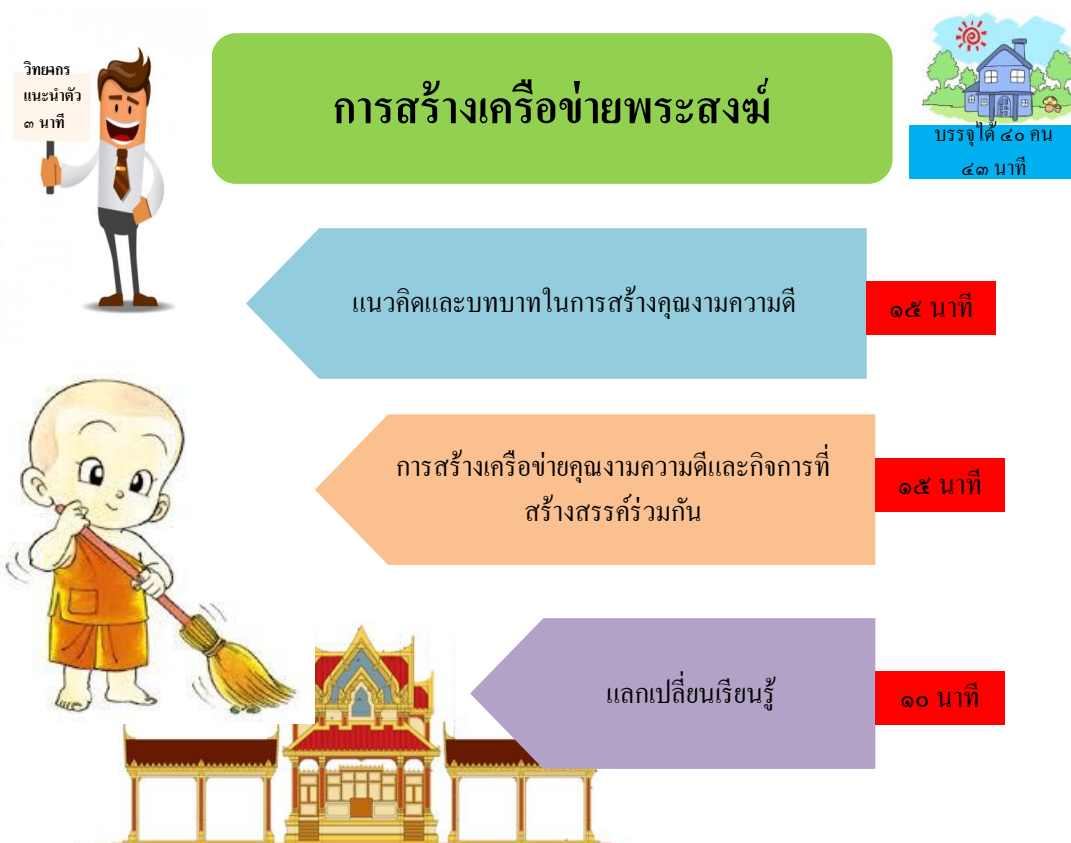 วิทยากร
แนะนำตัว
๓ นาที
การสร้างเครือข่ายพระสงฆ์
บรรจุได้ ๔๐ คน
๔๓ นาที
แนวคิดและบทบาทในการสร้างคุณงามความดี
๑๕ นาที
การสร้างเครือข่ายคุณงามความดีและกิจการที่
สร้างสรรค์ร่วมกัน
๑๕ นาที
แลกเปลี่ยนเรียนรู้
๑๐ นาที